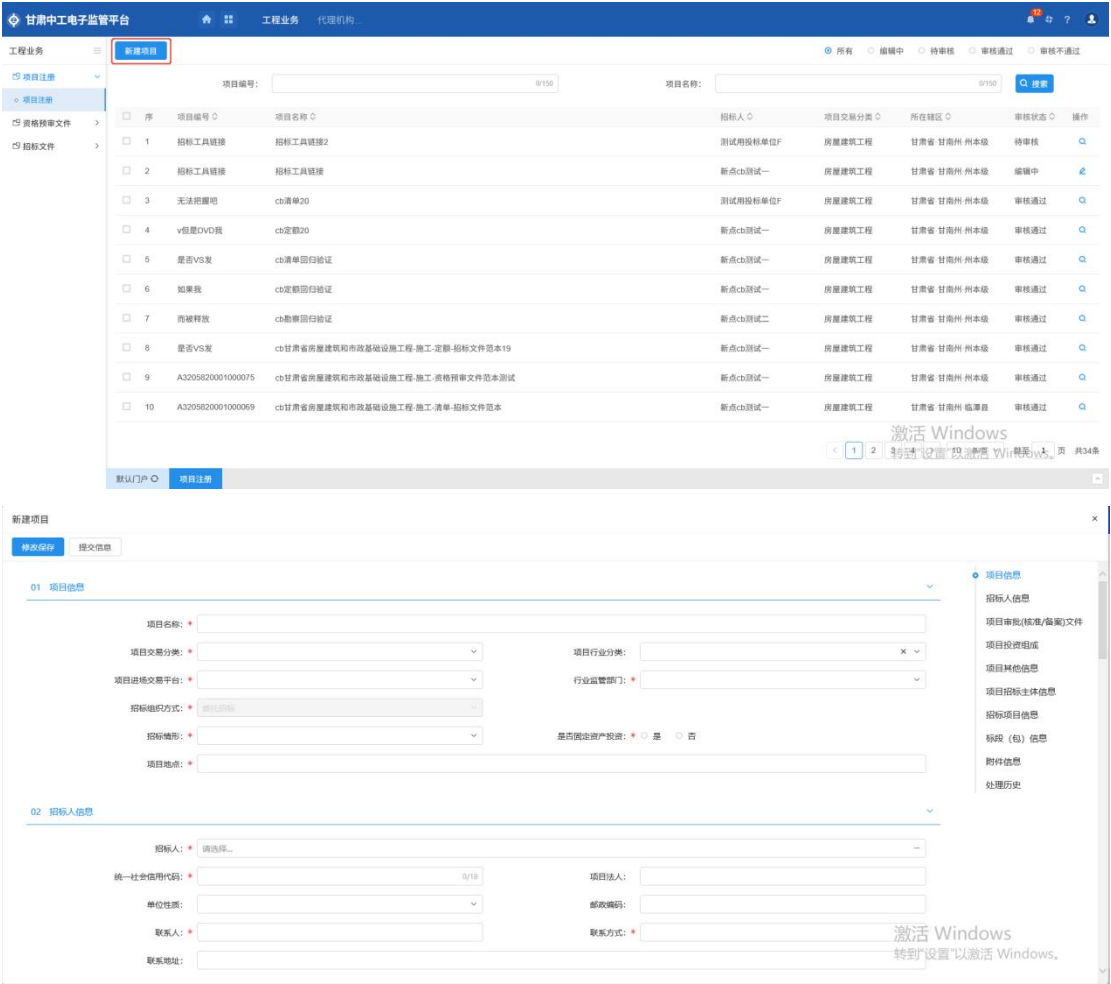 甘肃中工电子监管平台 工程业务 代理机构... 12
工程业务 新建项目 所有 编辑中 待审核 审核通过 审核不通过
项目注册
项目编号： 0/150 项目名称： 0/150 搜索
项目注册
资格预审文件
招标文件
序 项目编号 项目名称 招标人 项目交易分类 所在辖区 审核状态 操作
1 招标工具链接 招标工具链接2 测试用投标单位F 房屋建筑工程 甘肃省·甘南州·州本级 待审核
2 招标工具链接 招标工具链接 新点cb测试一 房屋建筑工程 甘肃省·甘南州·州本级 编辑中
3 无法把握吧 cb清单20 测试用投标单位F 房屋建筑工程 甘肃省·甘南州·州本级 审核通过
4 v但是DVD我 cb定额20 新点cb测试一 房屋建筑工程 甘肃省·甘南州·州本级 审核通过
5 是否VS发 cb清单回归验证 新点cb测试一 房屋建筑工程 甘肃省·甘南州·州本级 审核通过
6 如果我 cb定额回归验证 新点cb测试一 房屋建筑工程 甘肃省·甘南州·州本级 审核通过
7 而被释放 cb勘察回归验证 新点cb测试二 房屋建筑工程 甘肃省·甘南州·州本级 审核通过
8 是否VS发 cb甘肃省房屋建筑和市政基础设施工程-施工-定额-招标文件范本19 新点cb测试一 房屋建筑工程 甘肃省·甘南州·州本级 审核通过
9 A3205820001000075 cb甘肃省房屋建筑和市政基础设施工程-施工-资格预审文件范本测试 新点cb测试一 房屋建筑工程 甘肃省·甘南州·州本级 审核通过
10 A3205820001000069 cb甘肃省房屋建筑和市政基础设施工程-施工-清单-招标文件范本 新点cb测试一 房屋建筑工程 甘肃省·甘南州·临潭县 审核通过
激活 Windows
转到"设置"以激活 Windows。
1 2 3 4 10 条/页 跳至 1 页 共34条
默认门户 项目注册
新建项目
修改保存 提交信息
01 项目信息
项目名称：*
项目交易分类：* 项目行业分类：
项目进场交易平台：* 行业监管部门：*
招标组织方式：* 委托招标
招标情形：* 是否固定资产投资：* 是 否
项目地点：*
02 招标人信息
招标人：* 请选择...
统一社会信用代码：* 0/18 项目法人：
单位性质： 邮政编码：
联系人：* 联系方式：*
联系地址：
项目信息
招标人信息
项目审批(核准/备案)文件
项目投资组成
项目其他信息
项目招标主体信息
招标项目信息
标段（包）信息
附件信息
处理历史
激活 Windows
转到"设置"以激活 Windows。